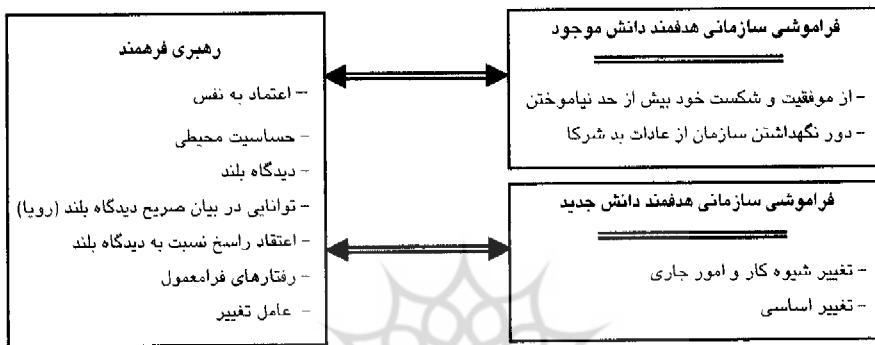 فراموشی سازمانی هدفمند دانش موجود
- از موفقیت و شکست خود بیش از حد نیاموختن
- دور نگهداشتن سازمان از عادات بد شرکا
فراموشی سازمانی هدفمند دانش جدید
- تغییر شیوه کار و امور جاری
- تغییر اساسی
رهبری فرهمند
- اعتماد به نفس
- حساسیت محیطی
- دیدگاه بلند
- توانایی در بیان صریح دیدگاه بلند (رویا)
- اعتقاد راسخ نسبت به دیدگاه بلند
- رفتارهای فرامعمول
- عامل تغییر